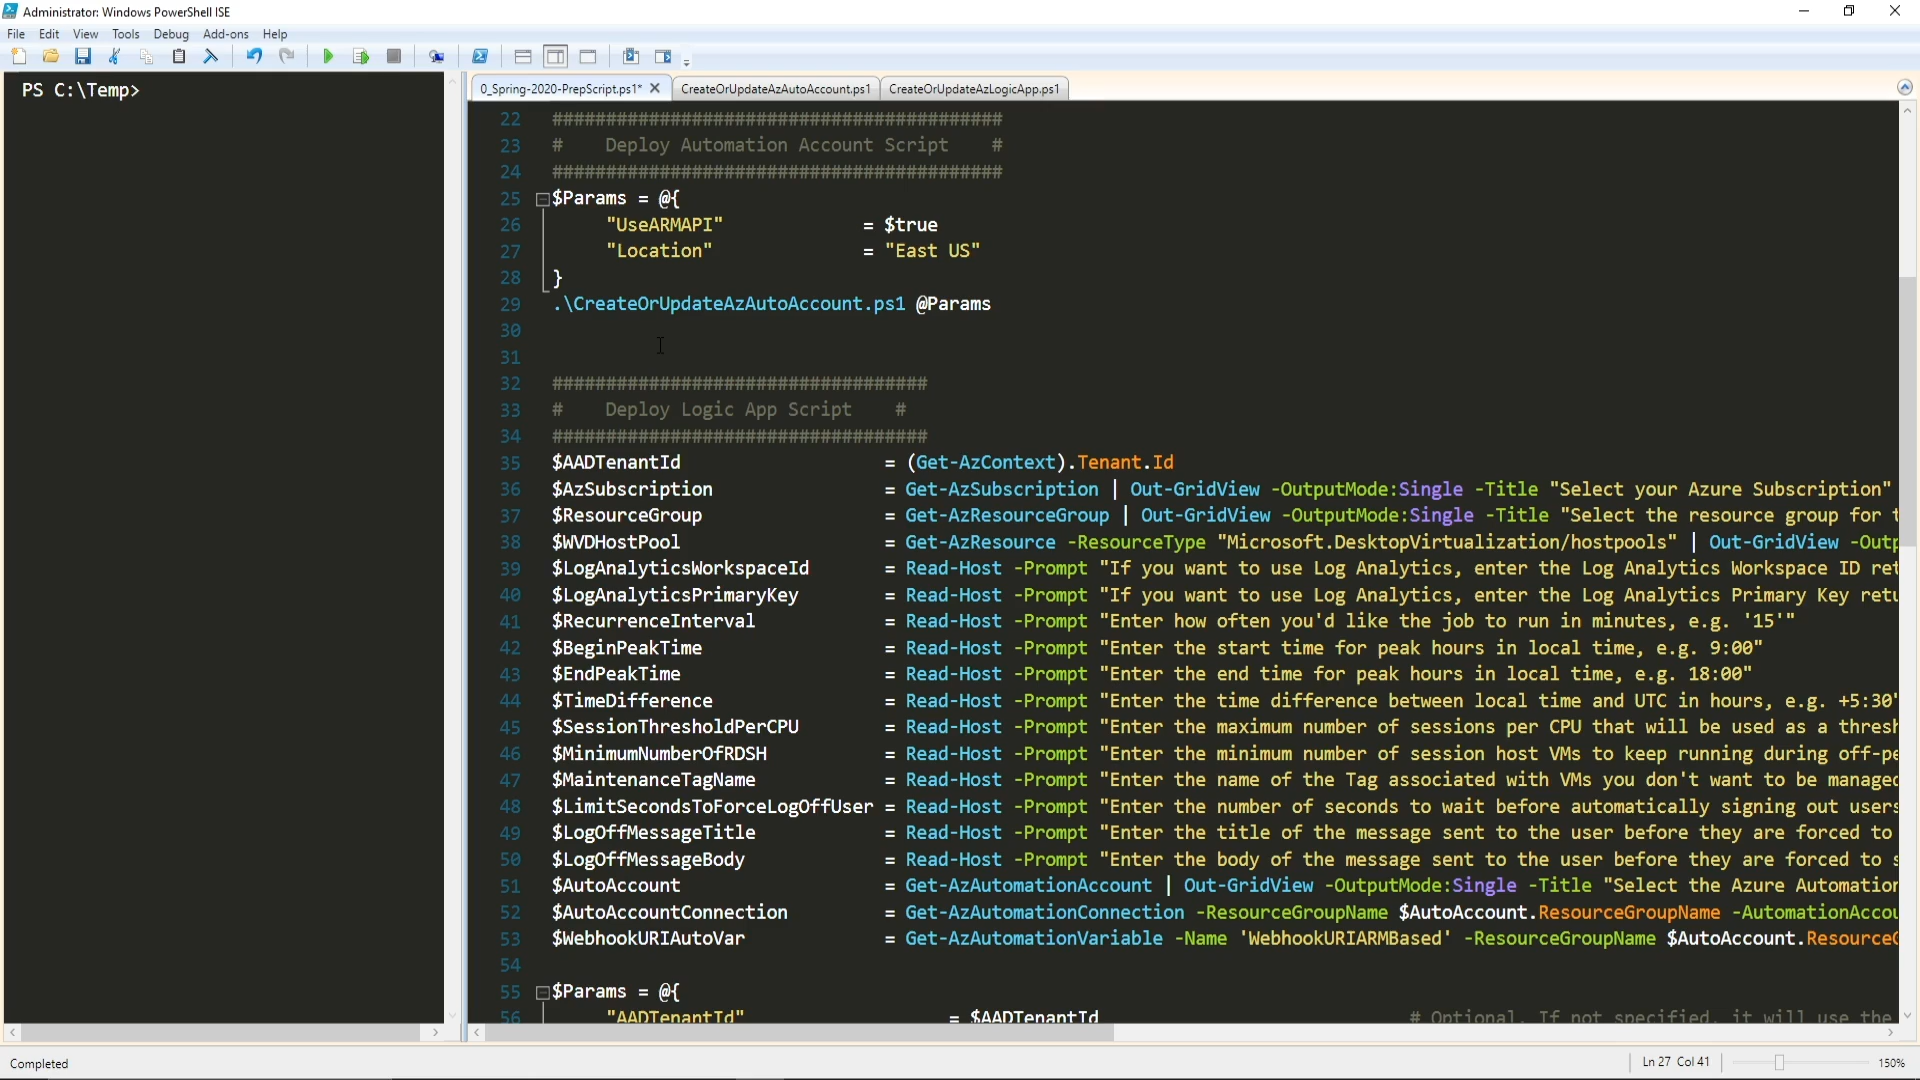 Administrator: Windows PowerShell ISE
File Edit View Tools Debug Add-ons Help
PS C:\Temp>
0_Spring-2020-PrepScript.ps1* CreateOrUpdateAzAutoAccount.ps1 CreateOrUpdateAzLogicApp.ps1
22 ##########################################
23 # Deploy Automation Account Script #
24 ##########################################
25 $Params = @{
26 "UseARMAPI" = $true
27 "Location" = "East US"
28 }
29 .\CreateOrUpdateAzAutoAccount.ps1 @Params
30
31
32 ###################################
33 # Deploy Logic App Script #
34 ###################################
35 $AADTenantId = (Get-AzContext).Tenant.Id
36 $AzSubscription = Get-AzSubscription | Out-GridView -OutputMode:Single -Title "Select your Azure Subscription"
37 $ResourceGroup = Get-AzResourceGroup | Out-GridView -OutputMode:Single -Title "Select the resource group for
38 $WVDHostPool = Get-AzResource -ResourceType "Microsoft.DesktopVirtualization/hostpools" | Out-GridView
39 $LogAnalyticsWorkspaceId = Read-Host -Prompt "If you want to use Log Analytics, enter the Log Analytics Workspace ID
40 $LogAnalyticsPrimaryKey = Read-Host -Prompt "If you want to use Log Analytics, enter the Log Analytics Primary Key
41 $RecurrenceInterval = Read-Host -Prompt "Enter how often you'd like the job to run in minutes, e.g. '15'"
42 $BeginPeakTime = Read-Host -Prompt "Enter the start time for peak hours in local time, e.g. 9:00"
43 $EndPeakTime = Read-Host -Prompt "Enter the end time for peak hours in local time, e.g. 18:00"
44 $TimeDifference = Read-Host -Prompt "Enter the time difference between local time and UTC in hours, e.g. +5:30"
45 $SessionThresholdPerCPU = Read-Host -Prompt "Enter the maximum number of sessions per CPU that will be used as a
46 $MinimumNumberOfRDSH = Read-Host -Prompt "Enter the minimum number of session host VMs to keep running during
47 $MaintenanceTagName = Read-Host -Prompt "Enter the name of the Tag associated with VMs you don't want to be managed
48 $LimitSecondsToForceLogOffUser = Read-Host -Prompt "Enter the number of seconds to wait before automatically signing out users
49 $LogOffMessageTitle = Read-Host -Prompt "Enter the title of the message sent to the user before they are forced to
50 $LogOffMessageBody = Read-Host -Prompt "Enter the body of the message sent to the user before they are forced to
51 $AutoAccount = Get-AzAutomationAccount | Out-GridView -OutputMode:Single -Title "Select the Azure Automation
52 $AutoAccountConnection = Get-AzAutomationConnection -ResourceGroupName $AutoAccount.ResourceGroupName
53 $WebhookURIAutoVar = Get-AzAutomationVariable -Name 'WebhookURIARMBased' -ResourceGroupName
54
55 $Params = @{
56 "AADTenantId" = $AADTenantId # Optional. If not specified, it will use the
Completed Ln 27 Col 41 150%